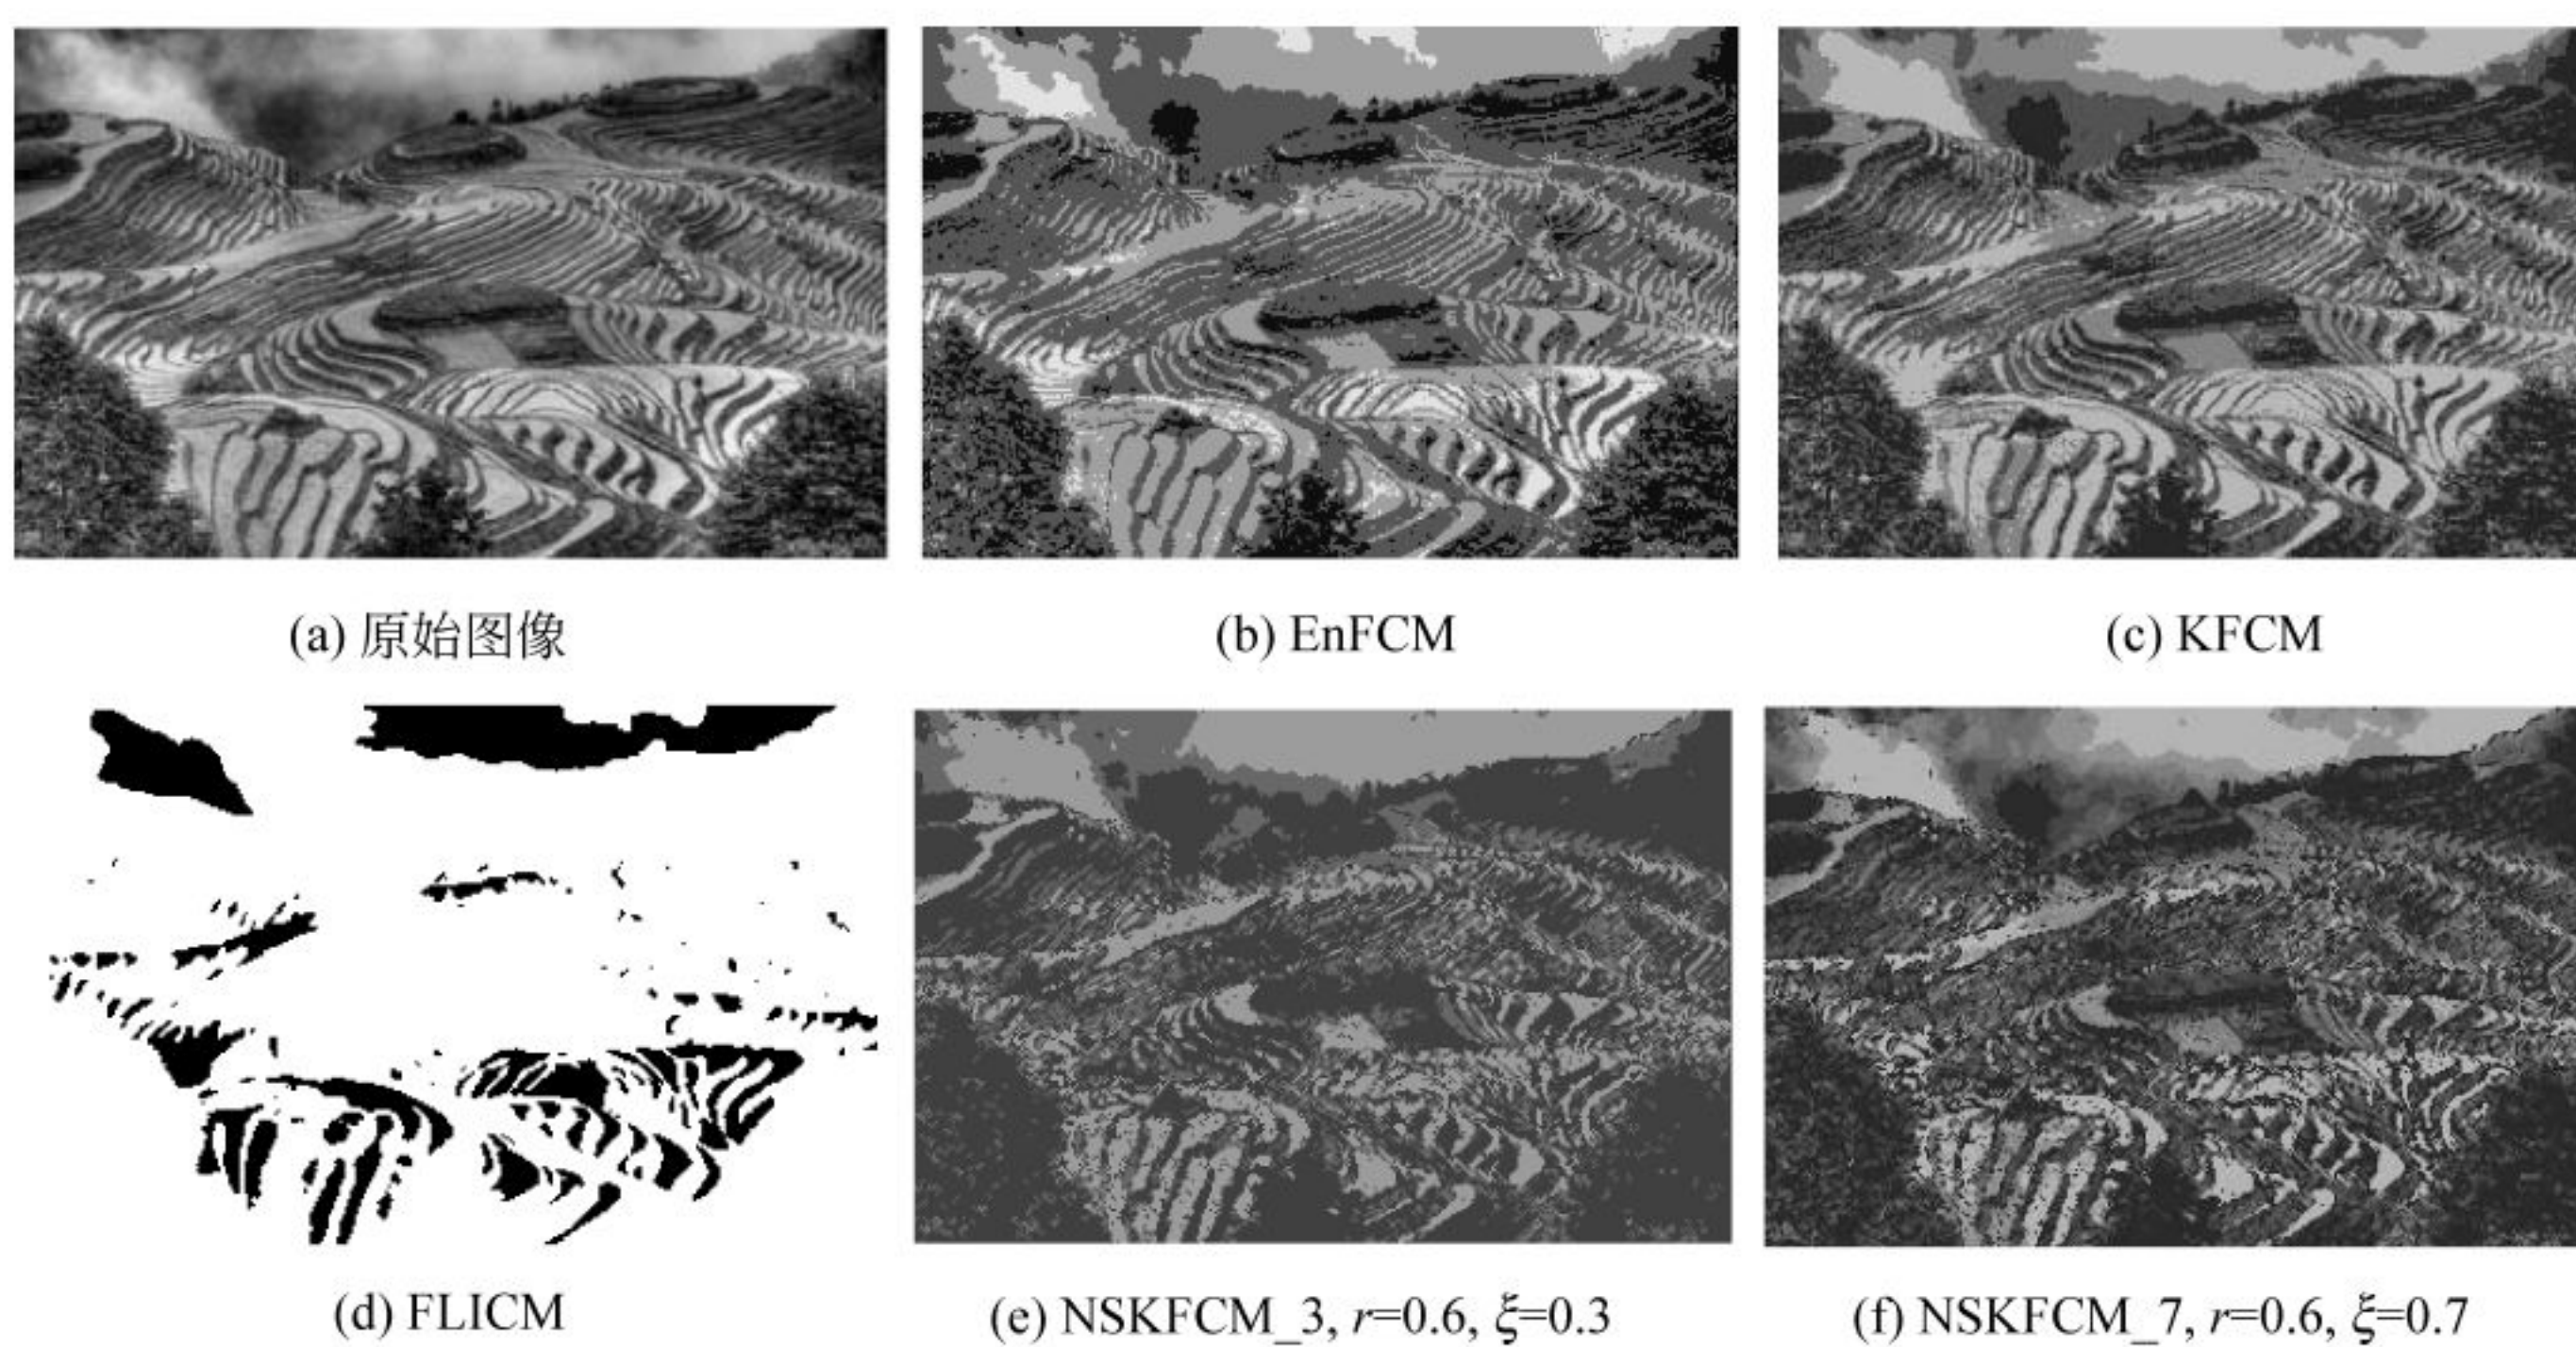 (a) 原始图像
(b) EnFCM
(c) KFCM
(d) FLICM
(e) NSKFCM_3, r=0.6, ξ=0.3
(f) NSKFCM_7, r=0.6, ξ=0.7